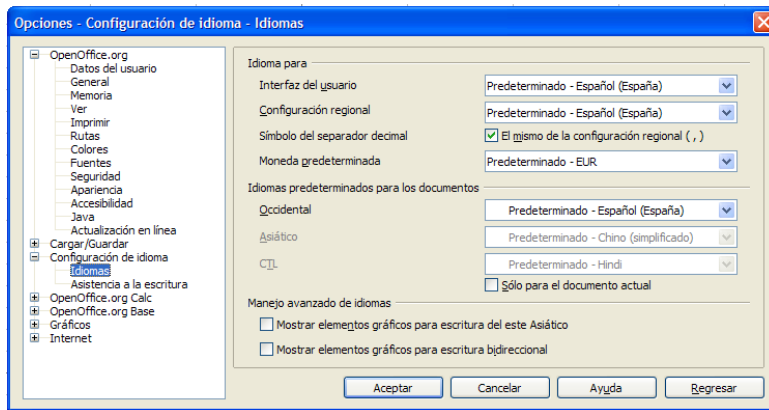 Opciones - Configuración de idioma - Idiomas
OpenOffice.org
Datos del usuario
General
Memoria
Ver
Imprimir
Rutas
Colores
Fuentes
Seguridad
Apariencia
Accesibilidad
Java
Actualización en línea
Cargar/Guardar
Configuración de idioma
Idiomas
Asistencia a la escritura
OpenOffice.org Calc
OpenOffice.org Base
Gráficos
Internet
Idioma para
Interfaz del usuario Predeterminado - Español (España)
Configuración regional Predeterminado - Español (España)
Símbolo del separador decimal El mismo de la configuración regional ( , )
Moneda predeterminada Predeterminado - EUR
Idiomas predeterminados para los documentos
Occidental Predeterminado - Español (España)
Asiático Predeterminado - Chino (simplificado)
CTL Predeterminado - Hindi
Sólo para el documento actual
Manejo avanzado de idiomas
Mostrar elementos gráficos para escritura del este Asiático
Mostrar elementos gráficos para escritura bidireccional
Aceptar Cancelar Ayuda Regresar